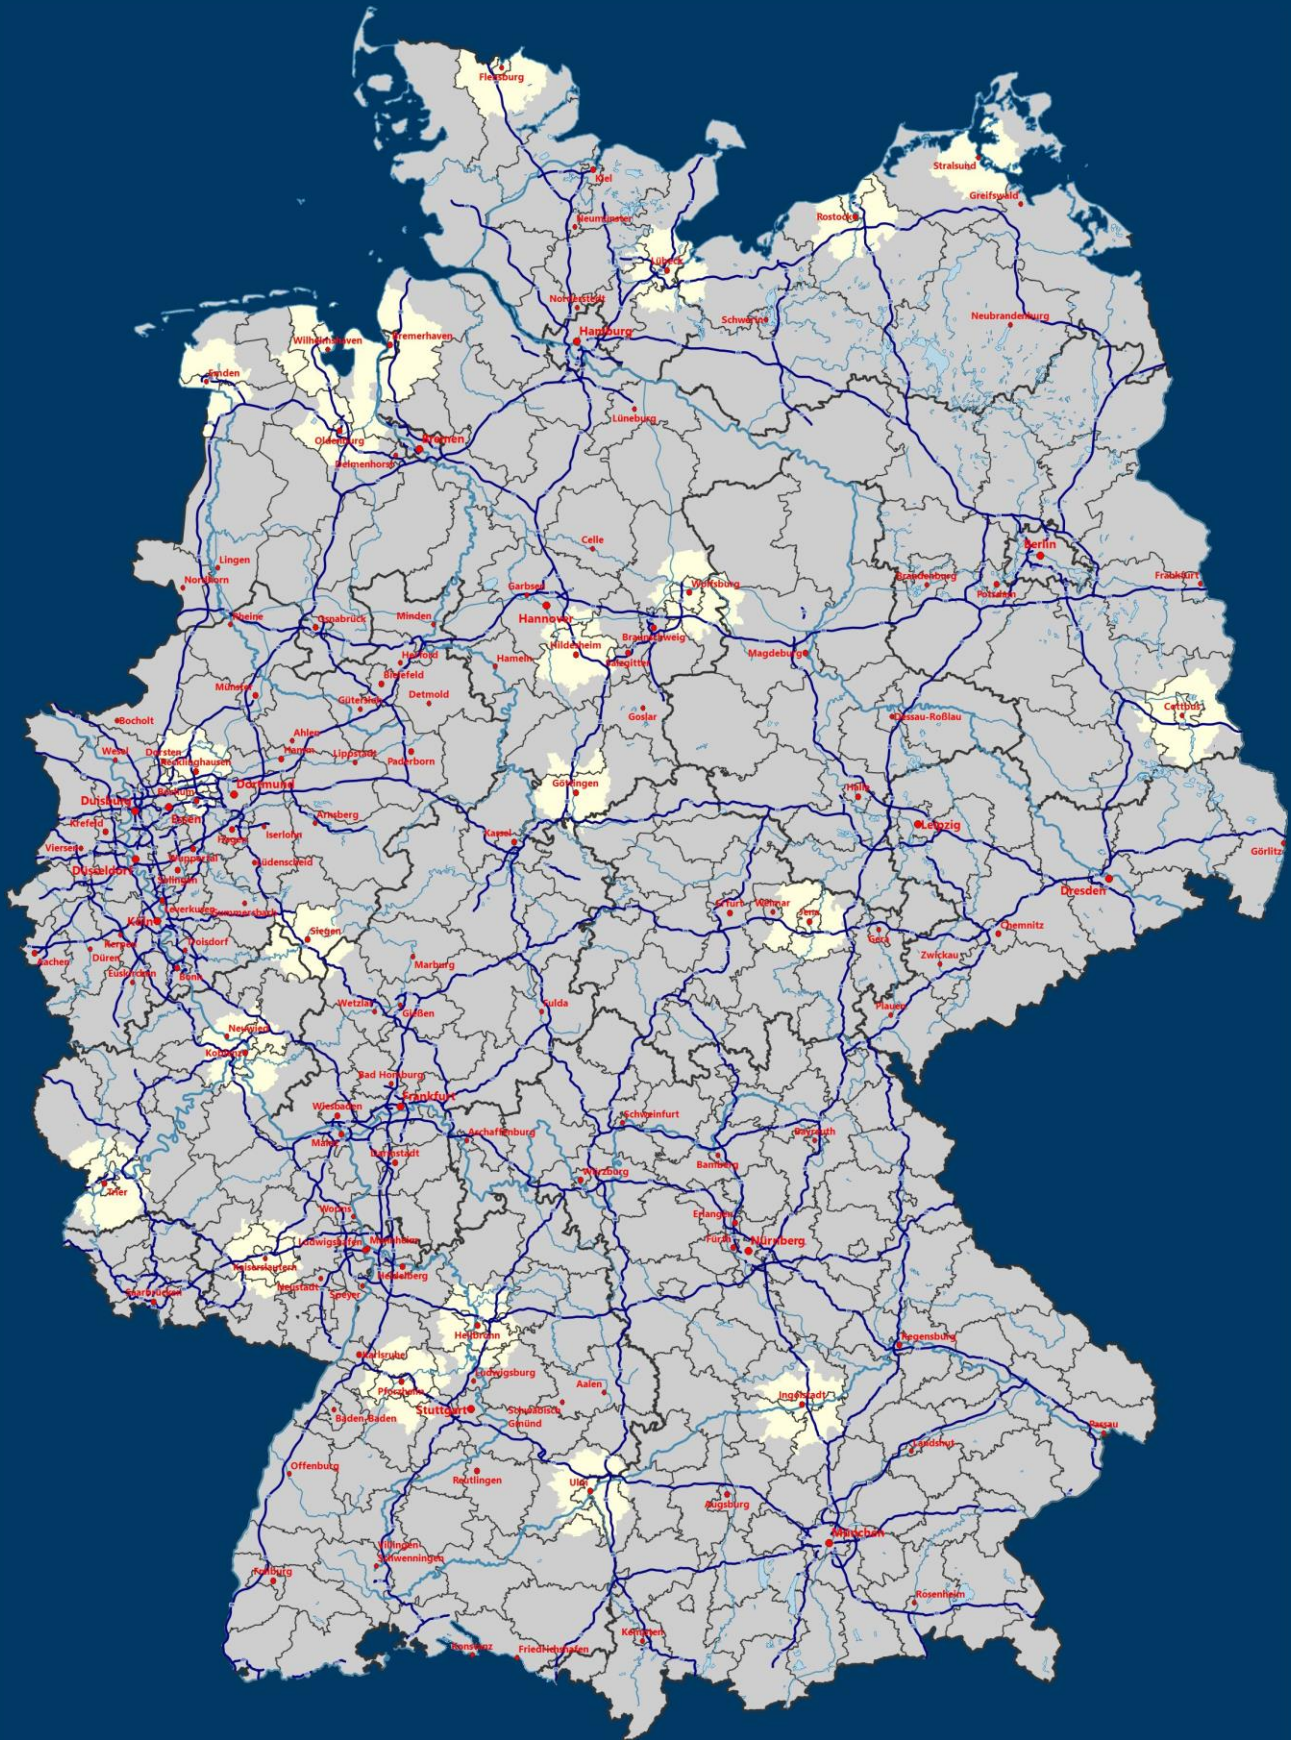 Flensburg
Stralsund
Kiel
Greifswald
Rostock
Neumünster
Lübeck
Norderstedt
Schwerin
Neubrandenburg
Hamburg
Bremerhaven
Wilhelmshaven
Emden
Lüneburg
Oldenburg
Bremen
Delmenhorst
Celle
Berlin
Lingen
Nordhorn
Garbsen
Wolfsburg
Brandenburg
Frankfurt
Potsdam
Rheine
Osnabrück
Minden
Hannover
Braunschweig
Hildesheim
Salzgitter
Magdeburg
Herford
Hameln
Bielefeld
Münster
Gütersloh
Detmold
Goslar
Cottbus
Dessau-Roßlau
Bocholt
Ahlen
Wesel
Dorsten
Hamm
Lippstadt
Paderborn
Recklinghausen
Dortmund
Göttingen
Halle
Bochum
Duisburg
Essen
Arnsberg
Leipzig
Krefeld
Hagen
Iserlohn
Kassel
Viersen
Wuppertal
Lüdenscheid
Görlitz
Düsseldorf
Solingen
Dresden
Leverkusen
Gummersbach
Erfurt
Weimar
Jena
Köln
Siegen
Chemnitz
Gera
Kerpen
Troisdorf
Aachen
Düren
Zwickau
Marburg
Euskirchen
Bonn
Wetzlar
Gießen
Fulda
Plauen
Neuwied
Koblenz
Bad Homburg
Frankfurt
Wiesbaden
Schweinfurt
Mainz
Aschaffenburg
Bayreuth
Darmstadt
Bamberg
Würzburg
Trier
Worms
Erlangen
Ludwigshafen
Mannheim
Fürth
Nürnberg
Kaiserslautern
Heidelberg
Neustadt
Speyer
Saarbrücken
Heilbronn
Regensburg
Karlsruhe
Ludwigsburg
Pforzheim
Aalen
Ingolstadt
Stuttgart
Schwäbisch
Gmünd
Baden-Baden
Passau
Landshut
Offenburg
Reutlingen
Ulm
Augsburg
München
Villingen-
Schwenningen
Freiburg
Rosenheim
Kempten
Konstanz
Friedrichshafen